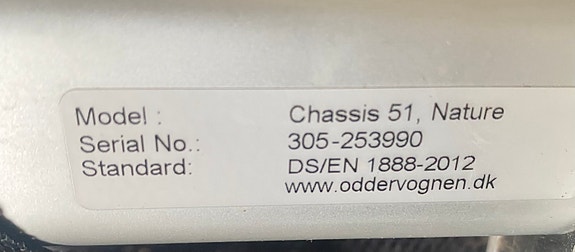 Model : Chassis 51, Nature
Serial No.: 305-253990
Standard: DS/EN 1888-2012
www.oddervognen.dk